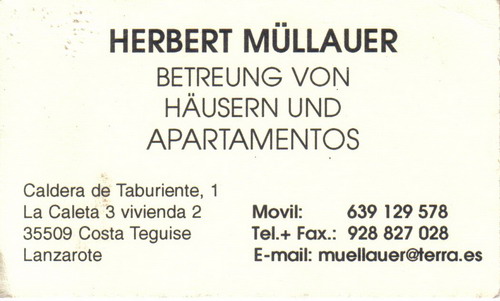 HERBERT MÜLLAUER
BETREUNG VON
HÄUSERN UND
APARTAMENTOS
Caldera de Taburiente, 1
La Caleta 3 vivienda 2
35509 Costa Teguise
Lanzarote
Movil: 639 129 578
Tel.+ Fax.: 928 827 028
E-mail: muellauer@terra.es